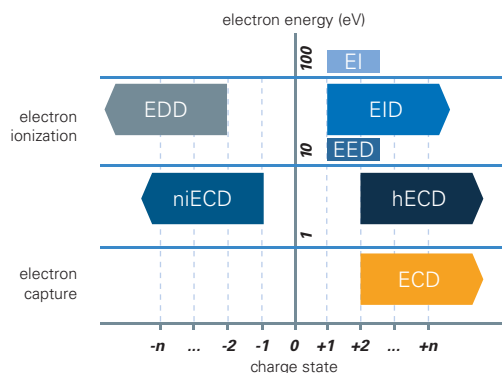 electron energy (eV)
100
EI
EDD
EID
electron
ionization
10
EED
niECD
hECD
1
ECD
electron
capture
-n ... -2 -1 0 +1 +2 ... +n
charge state